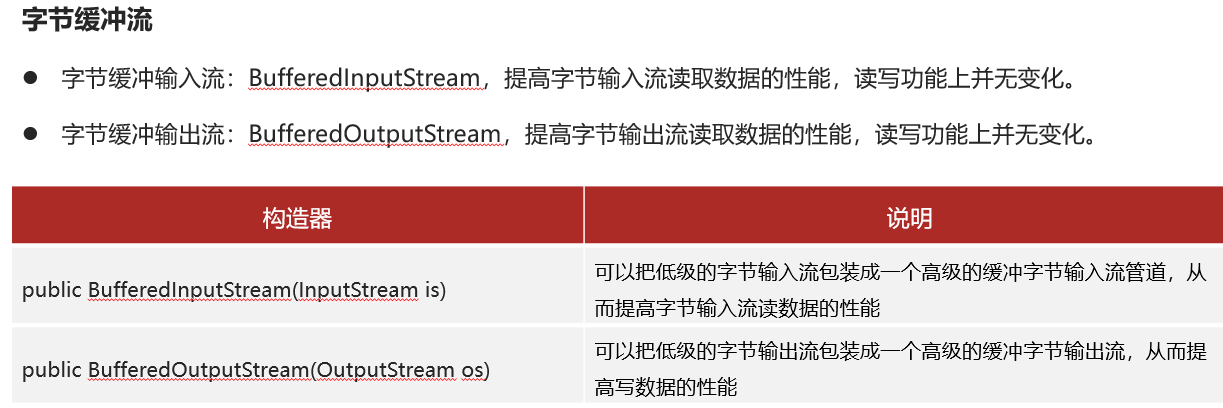 字节缓冲流
● 字节缓冲输入流：BufferedInputStream，提高字节输入流读取数据的性能，读写功能上并无变化。
● 字节缓冲输出流：BufferedOutputStream，提高字节输出流读取数据的性能，读写功能上并无变化。
构造器 说明
public BufferedInputStream(InputStream is)
可以把低级的字节输入流包装成一个高级的缓冲字节输入流管道，从
而提高字节输入流读数据的性能
public BufferedOutputStream(OutputStream os)
可以把低级的字节输出流包装成一个高级的缓冲字节输出流，从而提
高写数据的性能